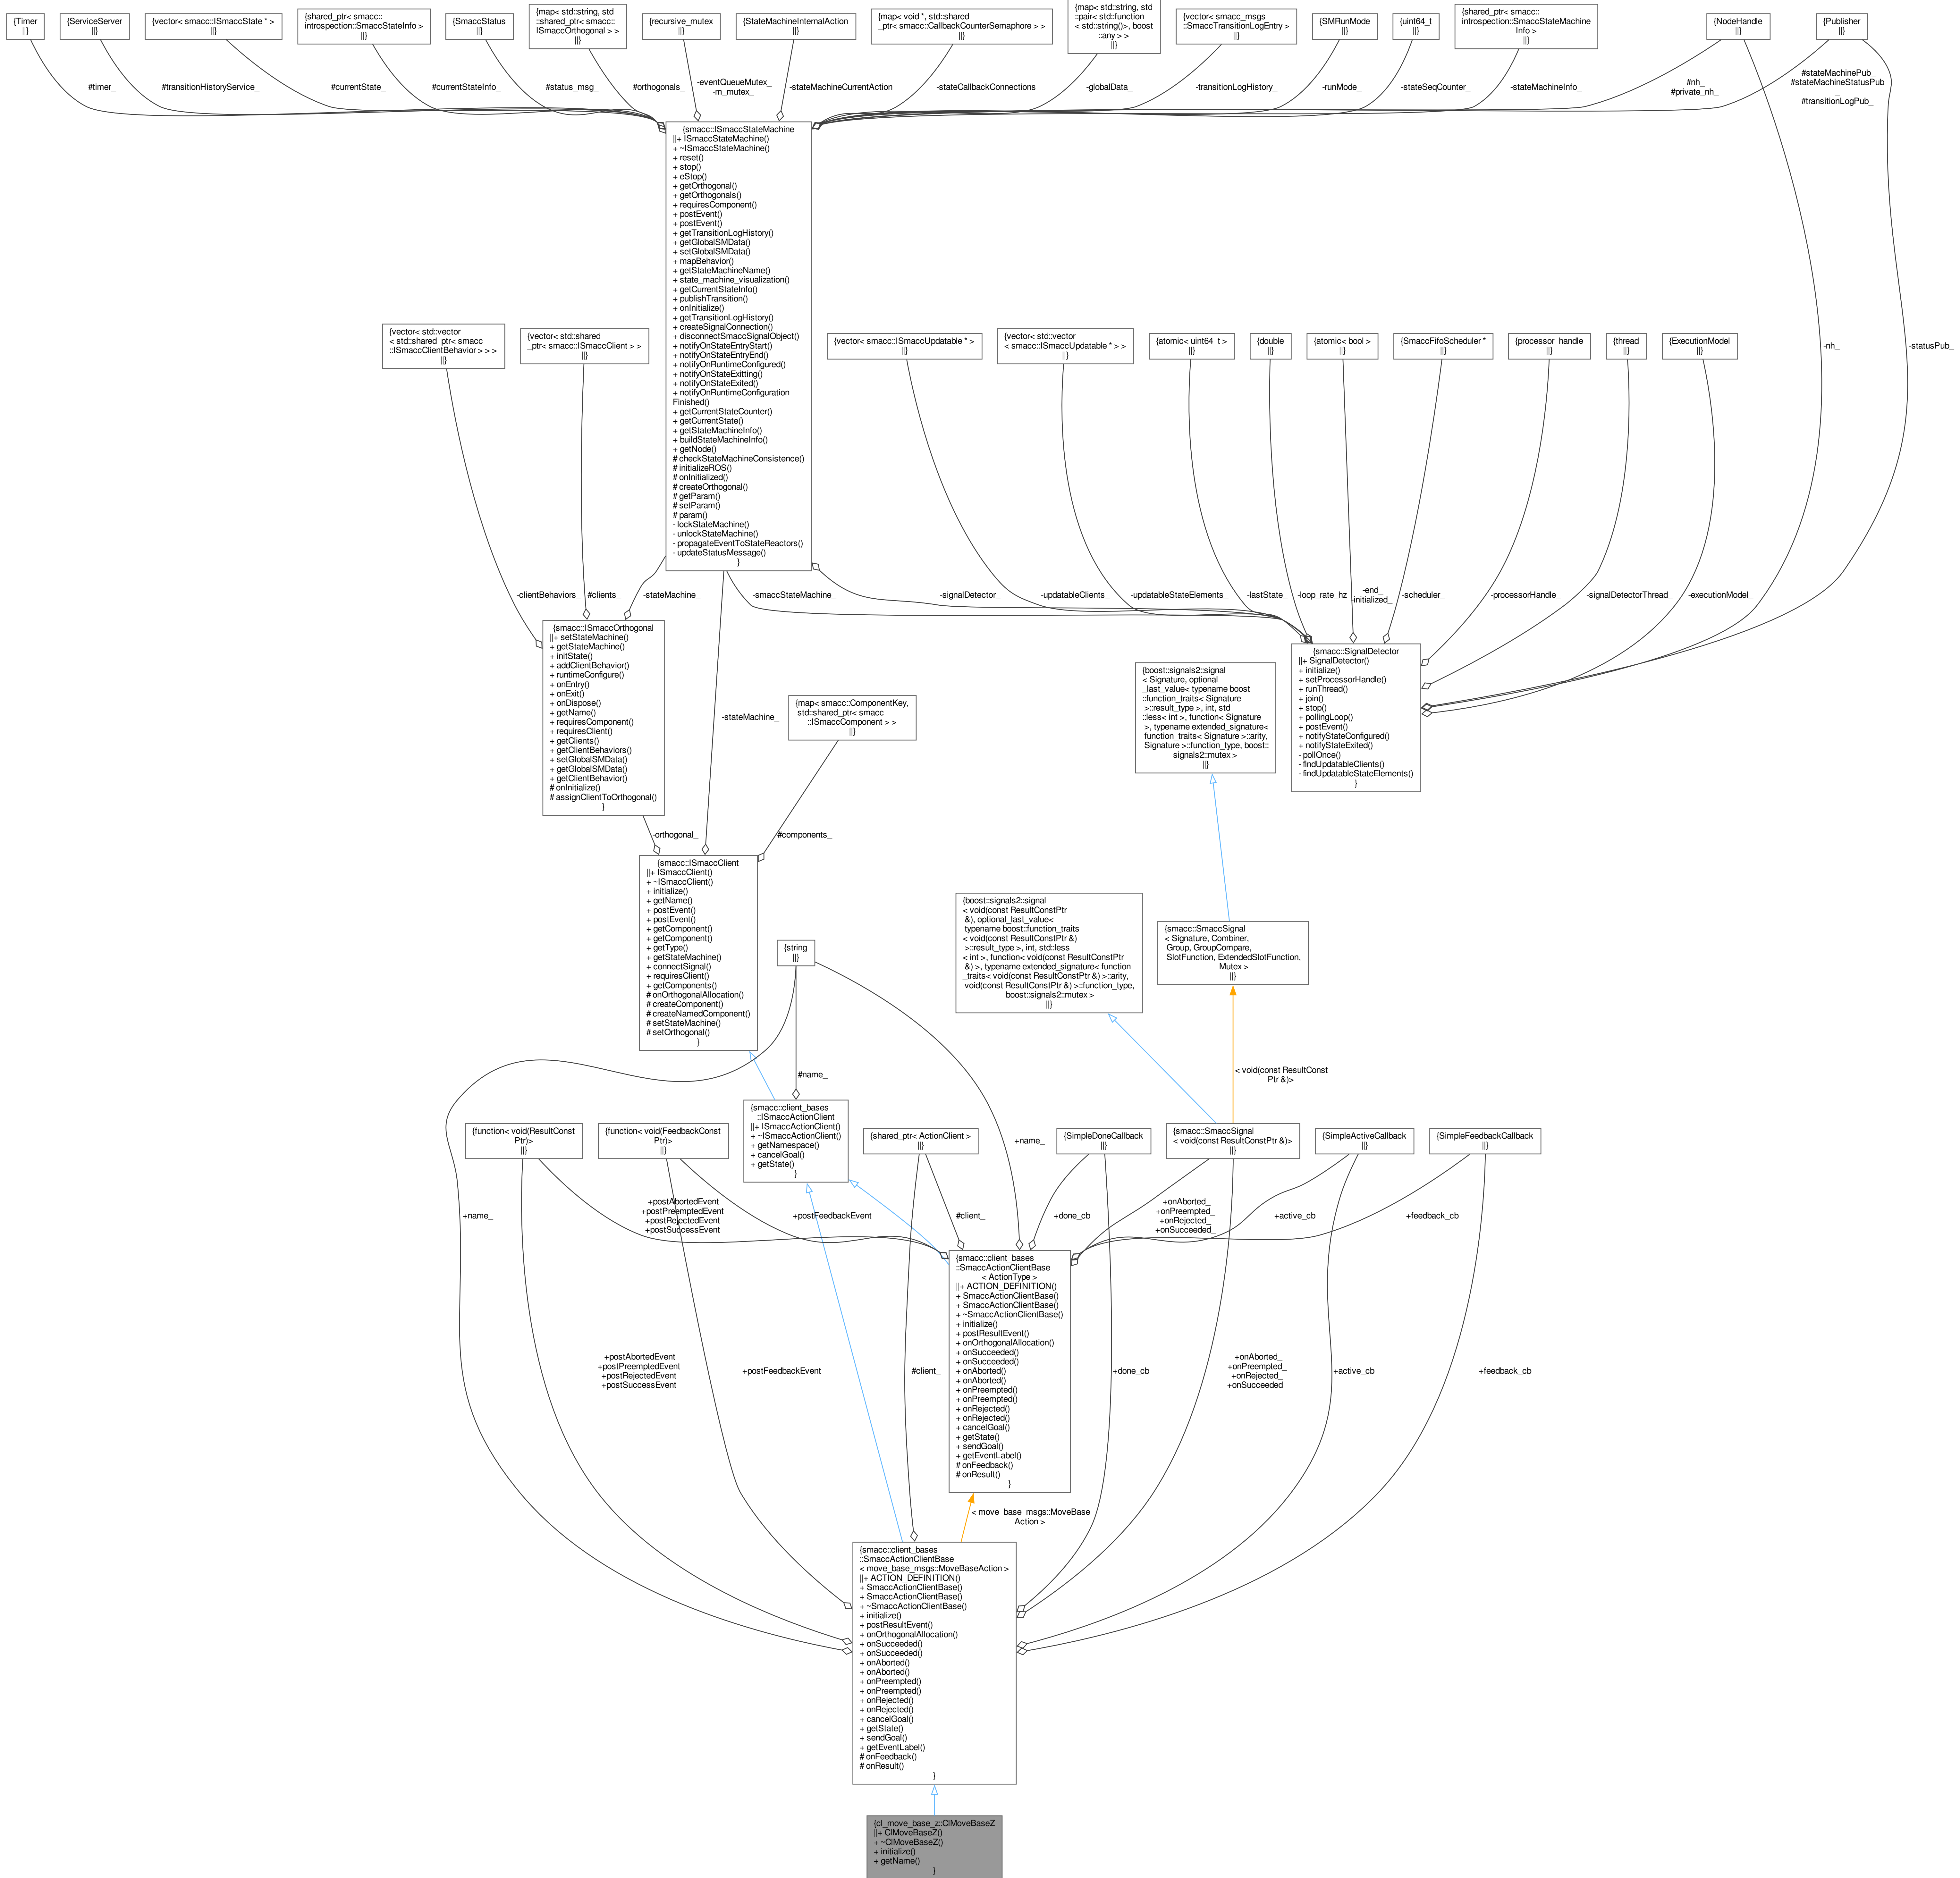 {Timer
||}
{ServiceServer
||}
{vector< smacc::ISmaccState * >
||}
{shared_ptr< smacc::
introspection::SmaccStateInfo >
||}
{SmaccStatus
||}
{map< std::string, std
::shared_ptr< smacc::
ISmaccOrthogonal > >
||}
{recursive_mutex
||}
{StateMachineInternalAction
||}
{map< void *, std::shared
_ptr< smacc::CallbackCounterSemaphore > >
||}
{map< std::string, std
::pair< std::function
< std::string()>, boost
::any > >
||}
{vector< smacc_msgs
::SmaccTransitionLogEntry >
||}
{SMRunMode
||}
{uint64_t
||}
{shared_ptr< smacc::
introspection::SmaccStateMachine
Info >
||}
{NodeHandle
||}
{Publisher
||}
#timer_
#transitionHistoryService_
#currentState_
#currentStateInfo_
#status_msg_
#orthogonals_
-eventQueueMutex_
-m_mutex_
-stateMachineCurrentAction
-stateCallbackConnections
-globalData_
-transitionLogHistory_
-runMode_
-stateSeqCounter_
-stateMachineInfo_
#nh_
#private_nh_
#stateMachinePub_
#stateMachineStatusPub
_
#transitionLogPub_
{smacc::ISmaccStateMachine
||+ ISmaccStateMachine()
+ ~ISmaccStateMachine()
+ reset()
+ stop()
+ eStop()
+ getOrthogonal()
+ getOrthogonals()
+ requiresComponent()
+ postEvent()
+ postEvent()
+ getTransitionLogHistory()
+ getGlobalSMData()
+ setGlobalSMData()
+ mapBehavior()
+ getStateMachineName()
+ state_machine_visualization()
+ getCurrentStateInfo()
+ publishTransition()
+ onInitialize()
+ getTransitionLogHistory()
+ createSignalConnection()
+ disconnectSmaccSignalObject()
+ notifyOnStateEntryStart()
+ notifyOnStateEntryEnd()
+ notifyOnRuntimeConfigured()
+ notifyOnStateExitting()
+ notifyOnStateExited()
+ notifyOnRuntimeConfiguration
Finished()
+ getCurrentStateCounter()
+ getCurrentState()
+ getStateMachineInfo()
+ buildStateMachineInfo()
+ getNode()
# checkStateMachineConsistence()
# initializeROS()
# onInitialized()
# createOrthogonal()
# getParam()
# setParam()
# param()
- lockStateMachine()
- unlockStateMachine()
- propagateEventToStateReactors()
- updateStatusMessage()
}
{vector< std::vector
< std::shared_ptr< smacc
::ISmaccClientBehavior > > >
||}
{vector< std::shared
_ptr< smacc::ISmaccClient > >
||}
{vector< smacc::ISmaccUpdatable * >
||}
{vector< std::vector
< smacc::ISmaccUpdatable * > >
||}
{atomic< uint64_t >
||}
{double
||}
{atomic< bool >
||}
{SmaccFifoScheduler *
||}
{processor_handle
||}
{thread
||}
{ExecutionModel
||}
-nh_
-statusPub_
-clientBehaviors_
#clients_
-stateMachine_
-smaccStateMachine_
-signalDetector_
-updatableClients_
-updatableStateElements_
-lastState_
-loop_rate_hz
-end_
-initialized_
-scheduler_
-processorHandle_
-signalDetectorThread_
-executionModel_
{smacc::ISmaccOrthogonal
||+ setStateMachine()
+ getStateMachine()
+ initState()
+ addClientBehavior()
+ runtimeConfigure()
+ onEntry()
+ onExit()
+ onDispose()
+ getName()
+ requiresComponent()
+ requiresClient()
+ getClients()
+ getClientBehaviors()
+ setGlobalSMData()
+ getGlobalSMData()
+ getClientBehavior()
# onInitialize()
# assignClientToOrthogonal()
}
{smacc::SignalDetector
||+ SignalDetector()
+ initialize()
+ setProcessorHandle()
+ runThread()
+ join()
+ stop()
+ pollingLoop()
+ postEvent()
+ notifyStateConfigured()
+ notifyStateExited()
- pollOnce()
- findUpdatableClients()
- findUpdatableStateElements()
}
{boost::signals2::signal
< Signature, optional
_last_value< typename boost
::function_traits< Signature
>::result_type >, int, std
::less< int >, function< Signature
>, typename extended_signature<
function_traits< Signature >::arity,
Signature >::function_type, boost::
signals2::mutex >
||}
-stateMachine_
{map< smacc::ComponentKey,
std::shared_ptr< smacc
::ISmaccComponent > >
||}
-orthogonal_
#components_
{smacc::ISmaccClient
||+ ISmaccClient()
+ ~ISmaccClient()
+ initialize()
+ getName()
+ postEvent()
+ postEvent()
+ getComponent()
+ getComponent()
+ getType()
+ getStateMachine()
+ connectSignal()
+ requiresClient()
+ getComponents()
# onOrthogonalAllocation()
# createComponent()
# createNamedComponent()
# setStateMachine()
# setOrthogonal()
}
{string
||}
{boost::signals2::signal
< void(const ResultConstPtr
&), optional_last_value<
typename boost::function_traits
< void(const ResultConstPtr &)
>::result_type >, int, std::less
< int >, function< void(const ResultConstPtr
&) >, typename extended_signature< function
_traits< void(const ResultConstPtr &) >::arity,
void(const ResultConstPtr &) >::function_type,
boost::signals2::mutex >
||}
{smacc::SmaccSignal
< Signature, Combiner,
Group, GroupCompare,
SlotFunction, ExtendedSlotFunction,
Mutex >
||}
#name_
< void(const ResultConst
Ptr &)>
{function< void(ResultConst
Ptr)>
||}
{function< void(FeedbackConst
Ptr)>
||}
{smacc::client_bases
::ISmaccActionClient
||+ ISmaccActionClient()
+ ~ISmaccActionClient()
+ getNamespace()
+ cancelGoal()
+ getState()
}
{shared_ptr< ActionClient >
||}
+name_
{SimpleDoneCallback
||}
{smacc::SmaccSignal
< void(const ResultConstPtr &)>
||}
{SimpleActiveCallback
||}
{SimpleFeedbackCallback
||}
+name_
+postAbortedEvent
+postPreemptedEvent
+postRejectedEvent
+postSuccessEvent
+postFeedbackEvent
#client_
+done_cb
+onAborted_
+onPreempted_
+onRejected_
+onSucceeded_
+active_cb
+feedback_cb
{smacc::client_bases
::SmaccActionClientBase
< ActionType >
||+ ACTION_DEFINITION()
+ SmaccActionClientBase()
+ SmaccActionClientBase()
+ ~SmaccActionClientBase()
+ initialize()
+ postResultEvent()
+ onOrthogonalAllocation()
+ onSucceeded()
+ onSucceeded()
+ onAborted()
+ onAborted()
+ onPreempted()
+ onPreempted()
+ onRejected()
+ onRejected()
+ cancelGoal()
+ getState()
+ sendGoal()
+ getEventLabel()
# onFeedback()
# onResult()
}
+postAbortedEvent
+postPreemptedEvent
+postRejectedEvent
+postSuccessEvent
+postFeedbackEvent
#client_
+done_cb
+onAborted_
+onPreempted_
+onRejected_
+onSucceeded_
+active_cb
+feedback_cb
< move_base_msgs::MoveBase
Action >
{smacc::client_bases
::SmaccActionClientBase
< move_base_msgs::MoveBaseAction >
||+ ACTION_DEFINITION()
+ SmaccActionClientBase()
+ SmaccActionClientBase()
+ ~SmaccActionClientBase()
+ initialize()
+ postResultEvent()
+ onOrthogonalAllocation()
+ onSucceeded()
+ onSucceeded()
+ onAborted()
+ onAborted()
+ onPreempted()
+ onPreempted()
+ onRejected()
+ onRejected()
+ cancelGoal()
+ getState()
+ sendGoal()
+ getEventLabel()
# onFeedback()
# onResult()
}
{cl_move_base_z::ClMoveBaseZ
||+ ClMoveBaseZ()
+ ~ClMoveBaseZ()
+ initialize()
+ getName()
}